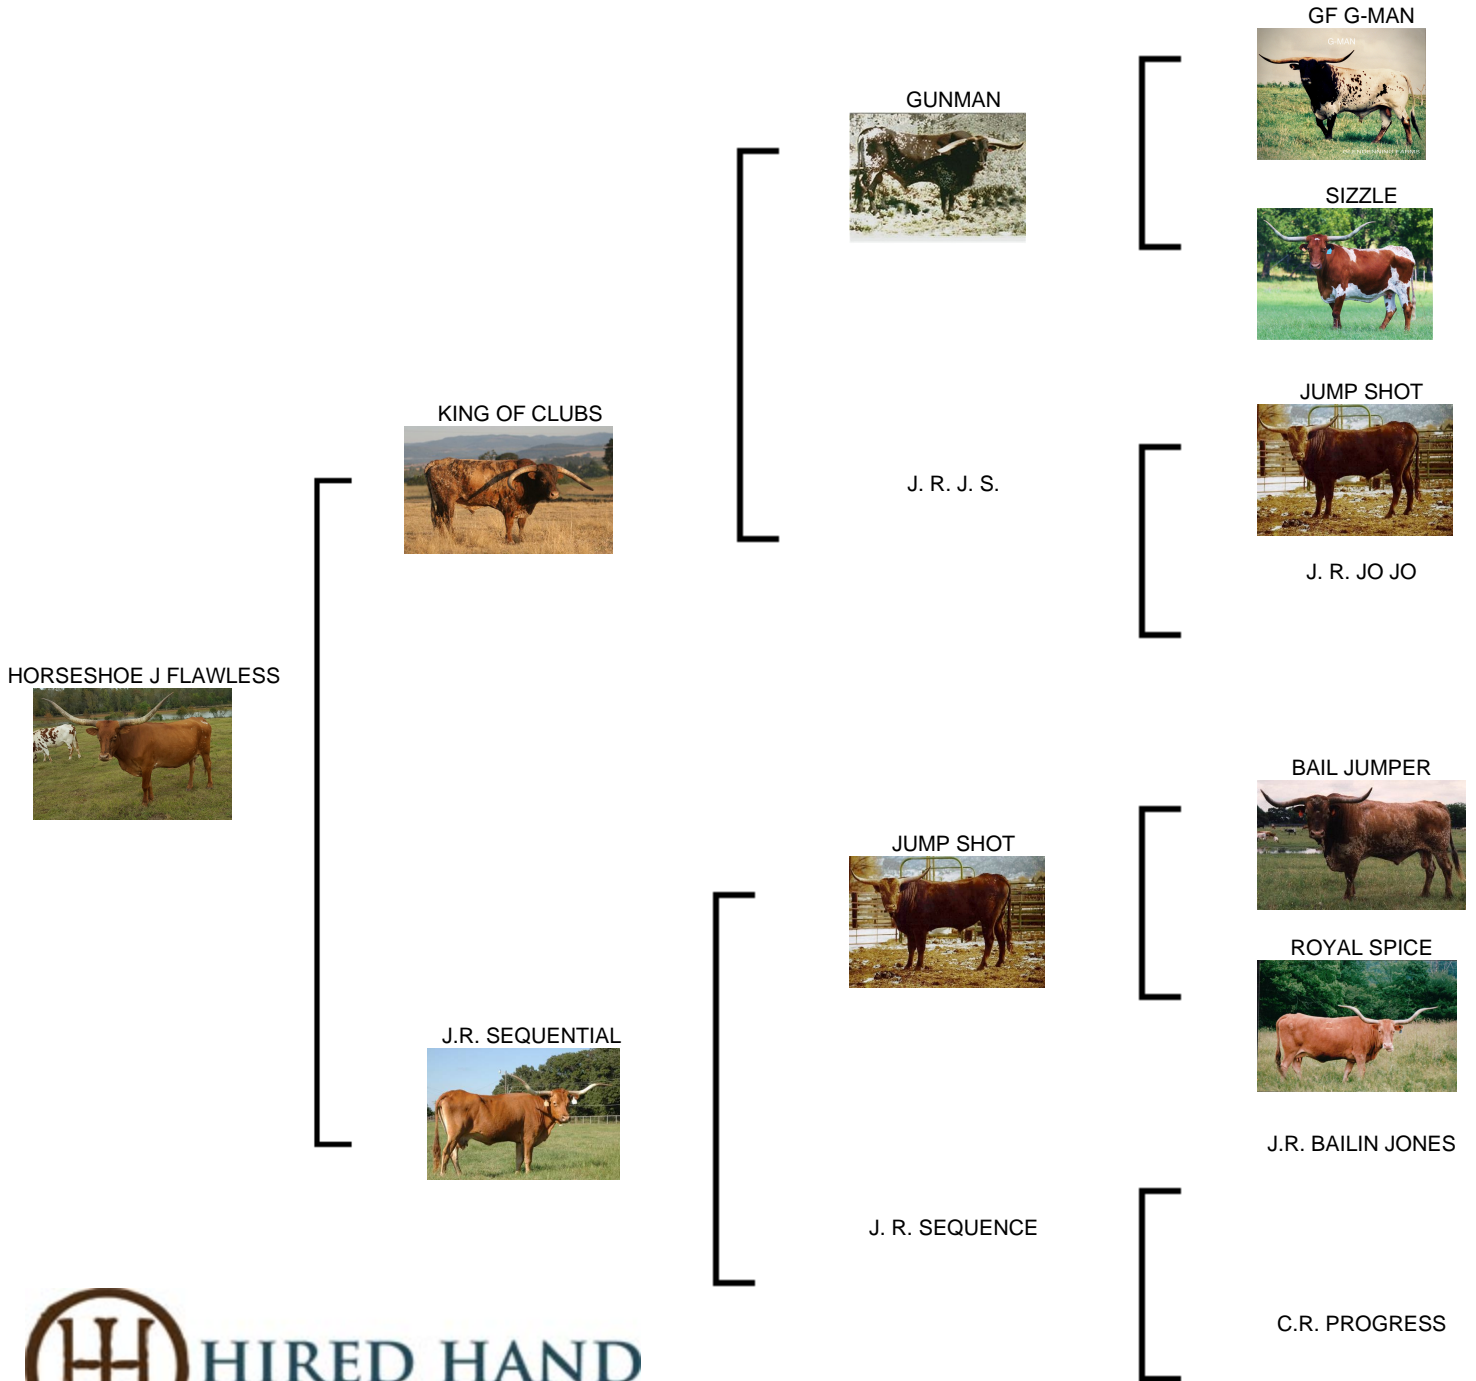 GF G-MAN
G-MAN
GUNMAN
SIZZLE
JUMP SHOT
KING OF CLUBS
J. R. J. S.
J. R. JO JO
HORSESHOE J FLAWLESS
BAIL JUMPER
JUMP SHOT
ROYAL SPICE
J.R. SEQUENTIAL
J.R. BAILIN JONES
J. R. SEQUENCE
C.R. PROGRESS
HIRED HAND